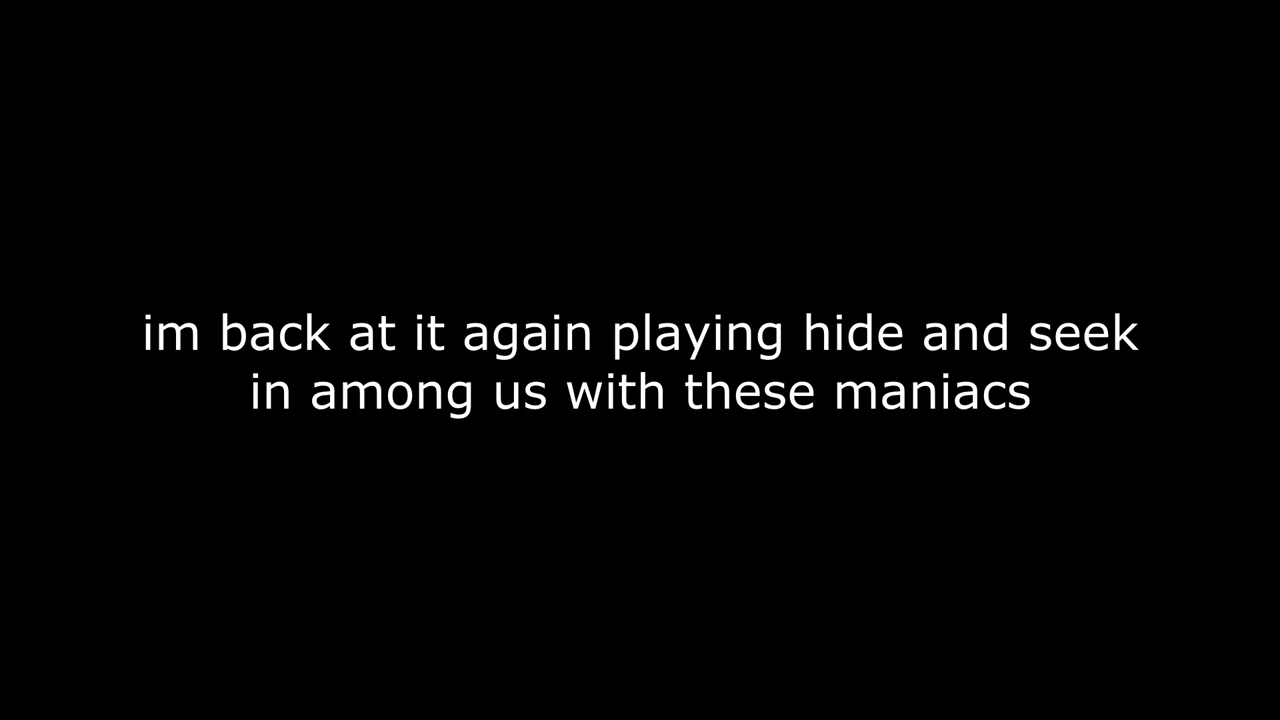 im back at it again playing hide and seek
in among us with these maniacs